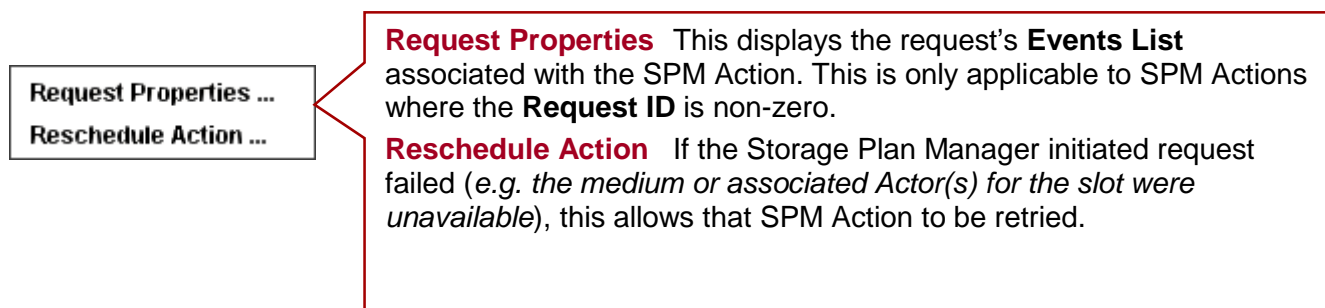 Request Properties ...
Reschedule Action ...
Request Properties This displays the request's Events List
associated with the SPM Action. This is only applicable to SPM Actions
where the Request ID is non-zero.
Reschedule Action If the Storage Plan Manager initiated request
failed (e.g. the medium or associated Actor(s) for the slot were
unavailable), this allows that SPM Action to be retried.